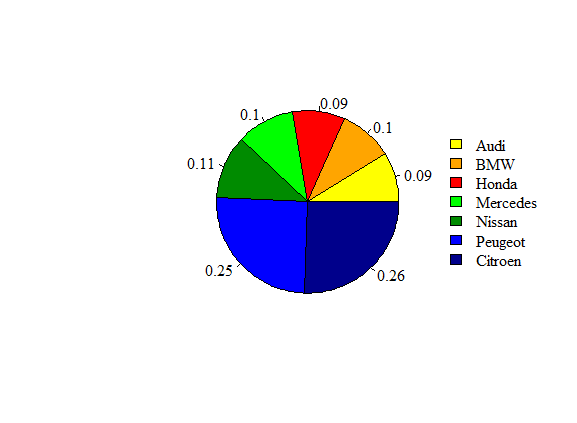 0.09
0.1
0.1
0.11
0.09
0.25
0.26
Audi
BMW
Honda
Mercedes
Nissan
Peugeot
Citroen